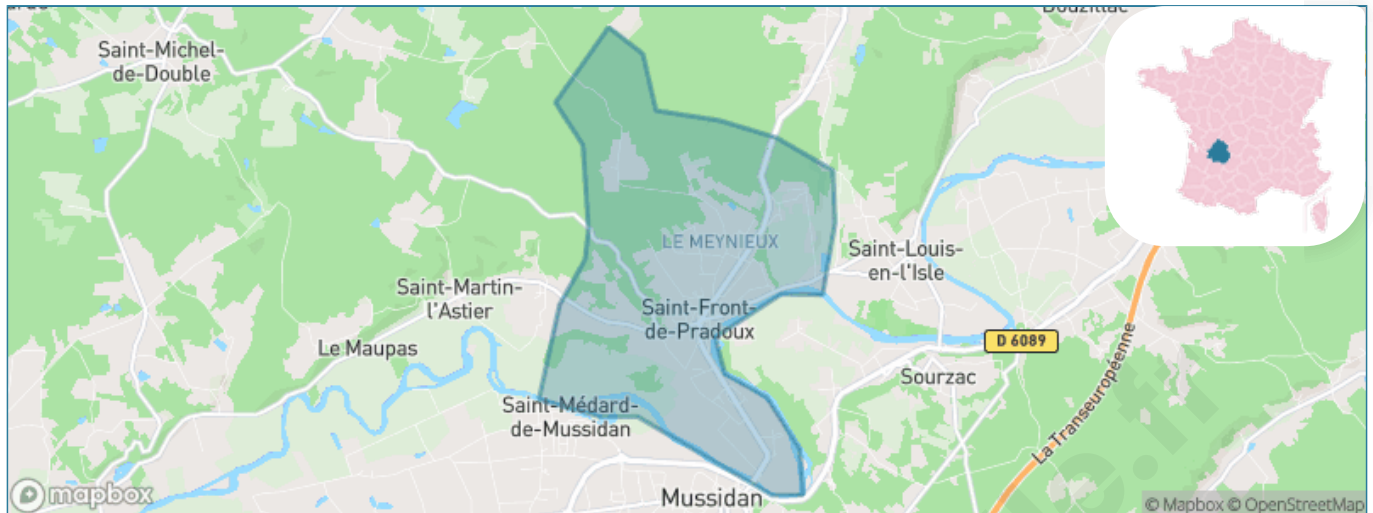 Saint-Michel-
de-Double
LE MEYNIEUX
Saint-Louis-
en-l'Isle
Saint-Martin-
l'Astier
Saint-Front-
de-Pradoux
Le Maupas
D 6089
Sourzac
La Transeuropéenne
Saint-Médard-
de-Mussidan
Mussidan
mapbox
© Mapbox © OpenStreetMap